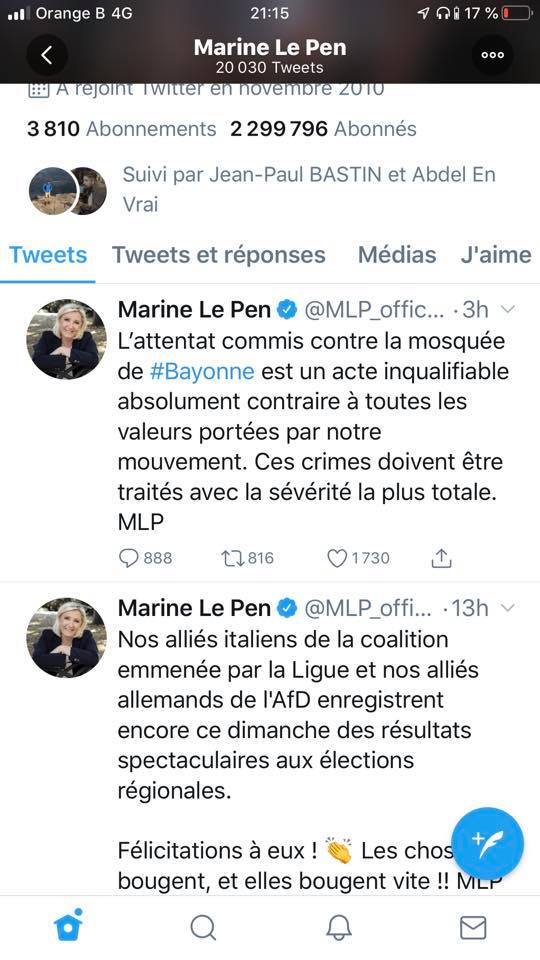 Orange B 4G 21:15 17 %
Marine Le Pen
20 030 Tweets
A rejoint Twitter en novembre 2010
3 810 Abonnements 2 299 796 Abonnés
Suivi par Jean-Paul BASTIN et Abdel En
Vrai
Tweets Tweets et réponses Médias J'aime
Marine Le Pen @MLP_offic... · 3h
L’attentat commis contre la mosquée
de #Bayonne est un acte inqualifiable
absolument contraire à toutes les
valeurs portées par notre
mouvement. Ces crimes doivent être
traités avec la sévérité la plus totale.
MLP
888 816 1 730
Marine Le Pen @MLP_offi... · 13h
Nos alliés italiens de la coalition
emmenée par la Ligue et nos alliés
allemands de l'AfD enregistrent
encore ce dimanche des résultats
spectaculaires aux élections
régionales.
Félicitations à eux ! 👏 Les chos
bougent, et elles bougent vite !! MLP